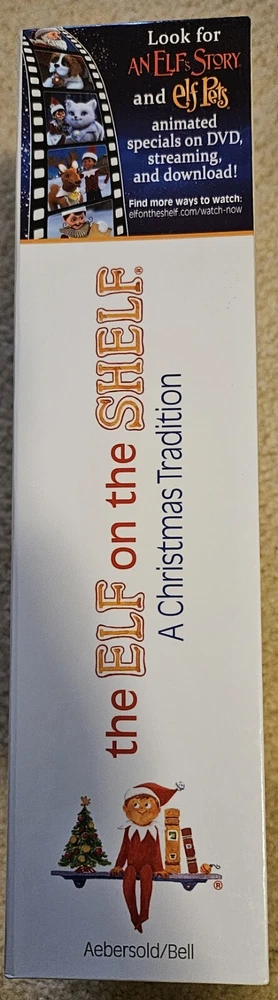 Look for
AN ELF'S STORY
and elf Pets
animated
specials on DVD,
streaming,
and download!
Find more ways to watch:
elfontheshelf.com/watch-now
the ELF on the SHELF®
A Christmas Tradition
®
Aebersold/Bell